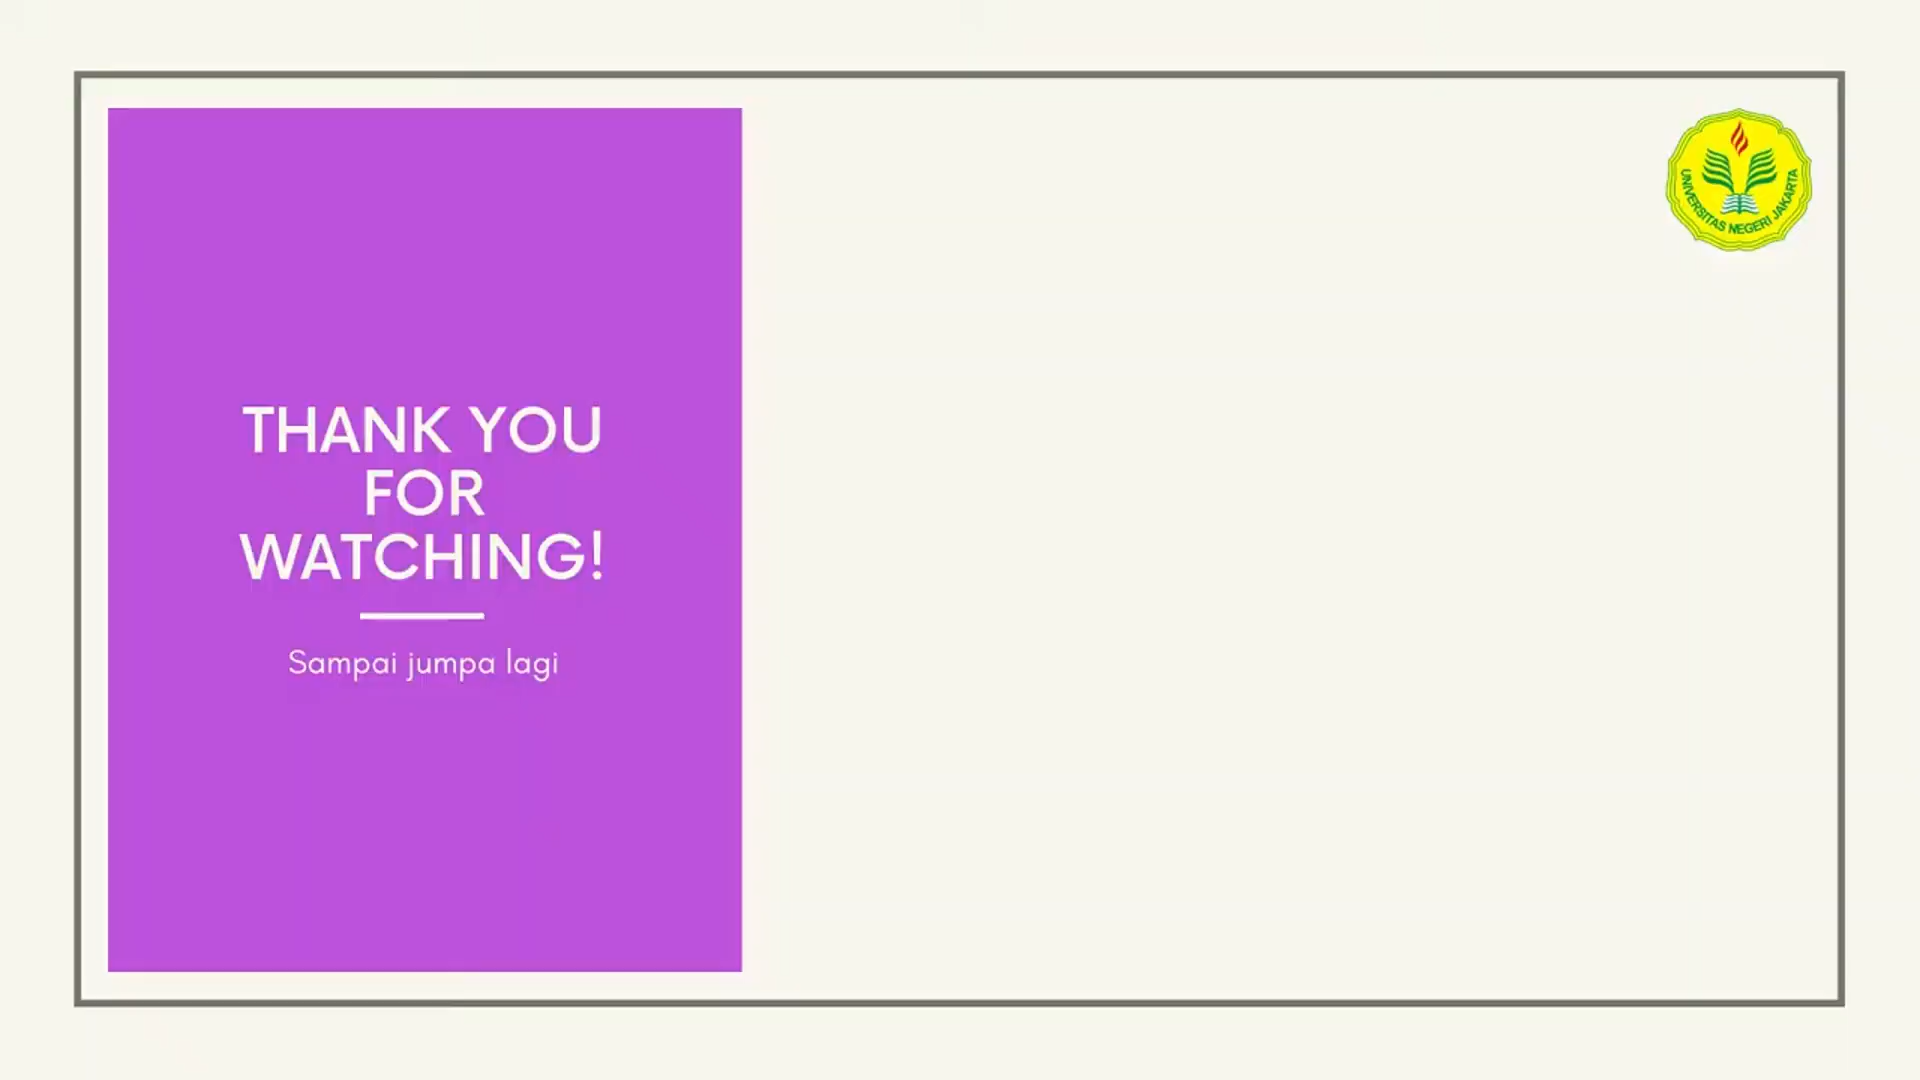 THANK YOU
FOR
WATCHING!
Sampai jumpa lagi
UNIVERSITAS NEGERI JAKARTA